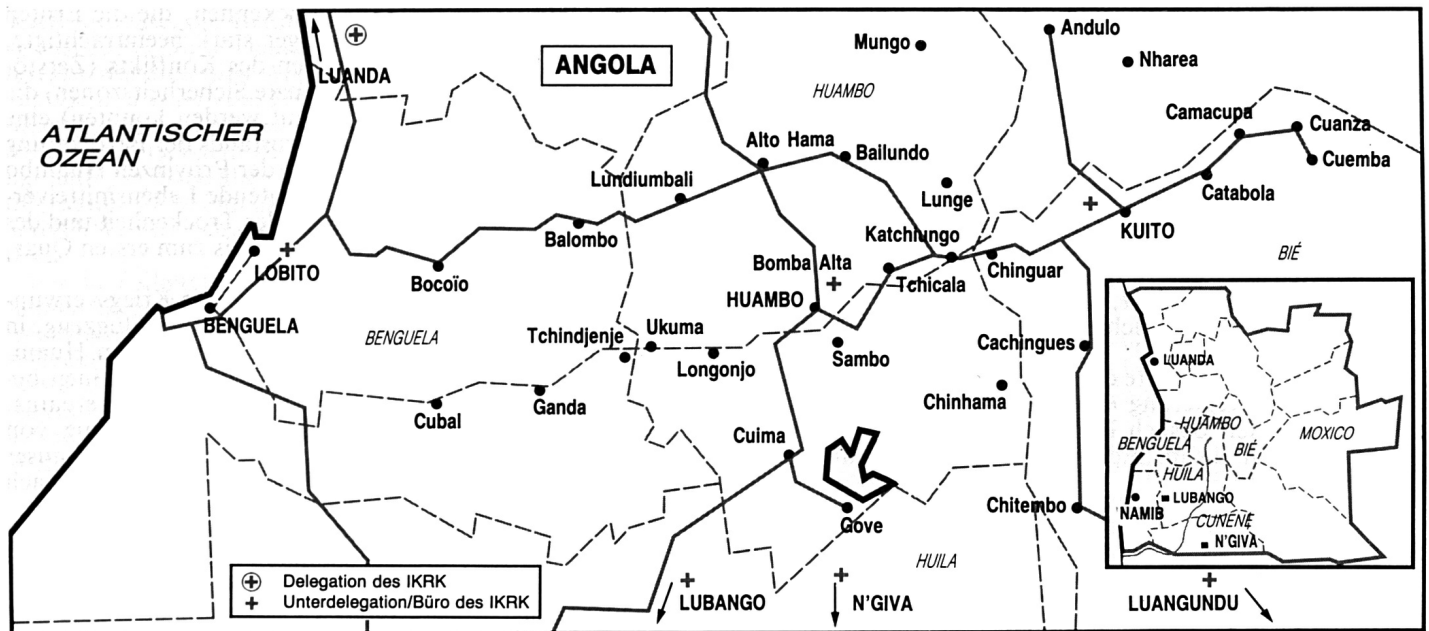 ANGOLA
LUANDA
ATLANTISCHER
OZEAN
Mungo
Andulo
Nharea
HUAMBO
Camacupa
Cuanza
Cuemba
Alto Hama
Bailundo
Catabola
Lundiumbali
Lunge
KUITO
Balombo
Katchiungo
LOBITO
Bocoïo
Bomba Alta
Tchicala
Chinguar
BIÉ
BENGUELA
HUAMBO
BENGUELA
Tchindjenje
Ukuma
Longonjo
Sambo
Cachingues
Cubal
Ganda
Chinhama
Cuima
Gove
Chitembo
HUILA
LUBANGO
N'GIVA
LUANGUNDU
LUANDA
HUAMBO
BENGUELA
BIÉ
MOXICO
HUILA
LUBANGO
NAMIB
CUNENE
N'GIVA
Delegation des IKRK
Unterdelegation/Büro des IKRK